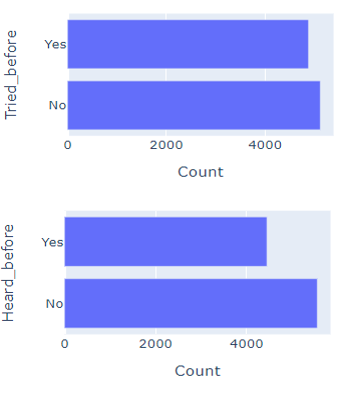 Tried_before
Yes
No
0 2000 4000
Count
Heard_before
Yes
No
0 2000 4000
Count